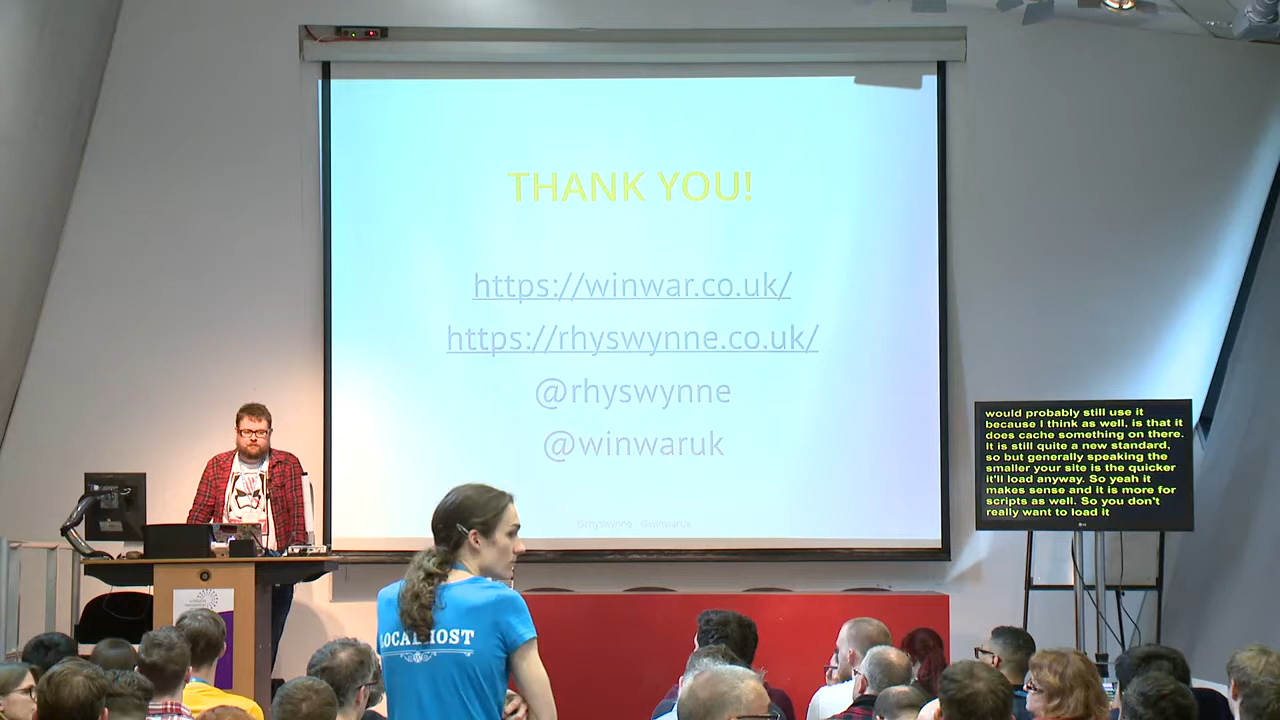 THANK YOU!
https://winwar.co.uk/
https://rhyswynne.co.uk/
@rhyswynne
@winwaruk
@rhyswynne @winwaruk
would probably still use it
because I think as well, is that it
does cache something on there.
It is still quite a new standard,
so but generally speaking the
smaller your site is the quicker
it'll load anyway. So yeah it
makes sense and it is more for
scripts as well. So you don't
really want to load it
LOCALHOST